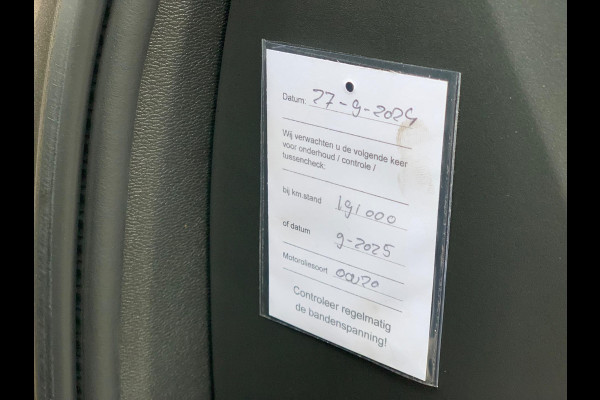 Datum: 27-9-2024
Wij verwachten u de volgende keer
voor onderhoud / controle /
tussencheck:
bij km.stand 191.000
of datum 9-2025
Motoroliesoort 00W20
Controleer regelmatig
de bandenspanning!